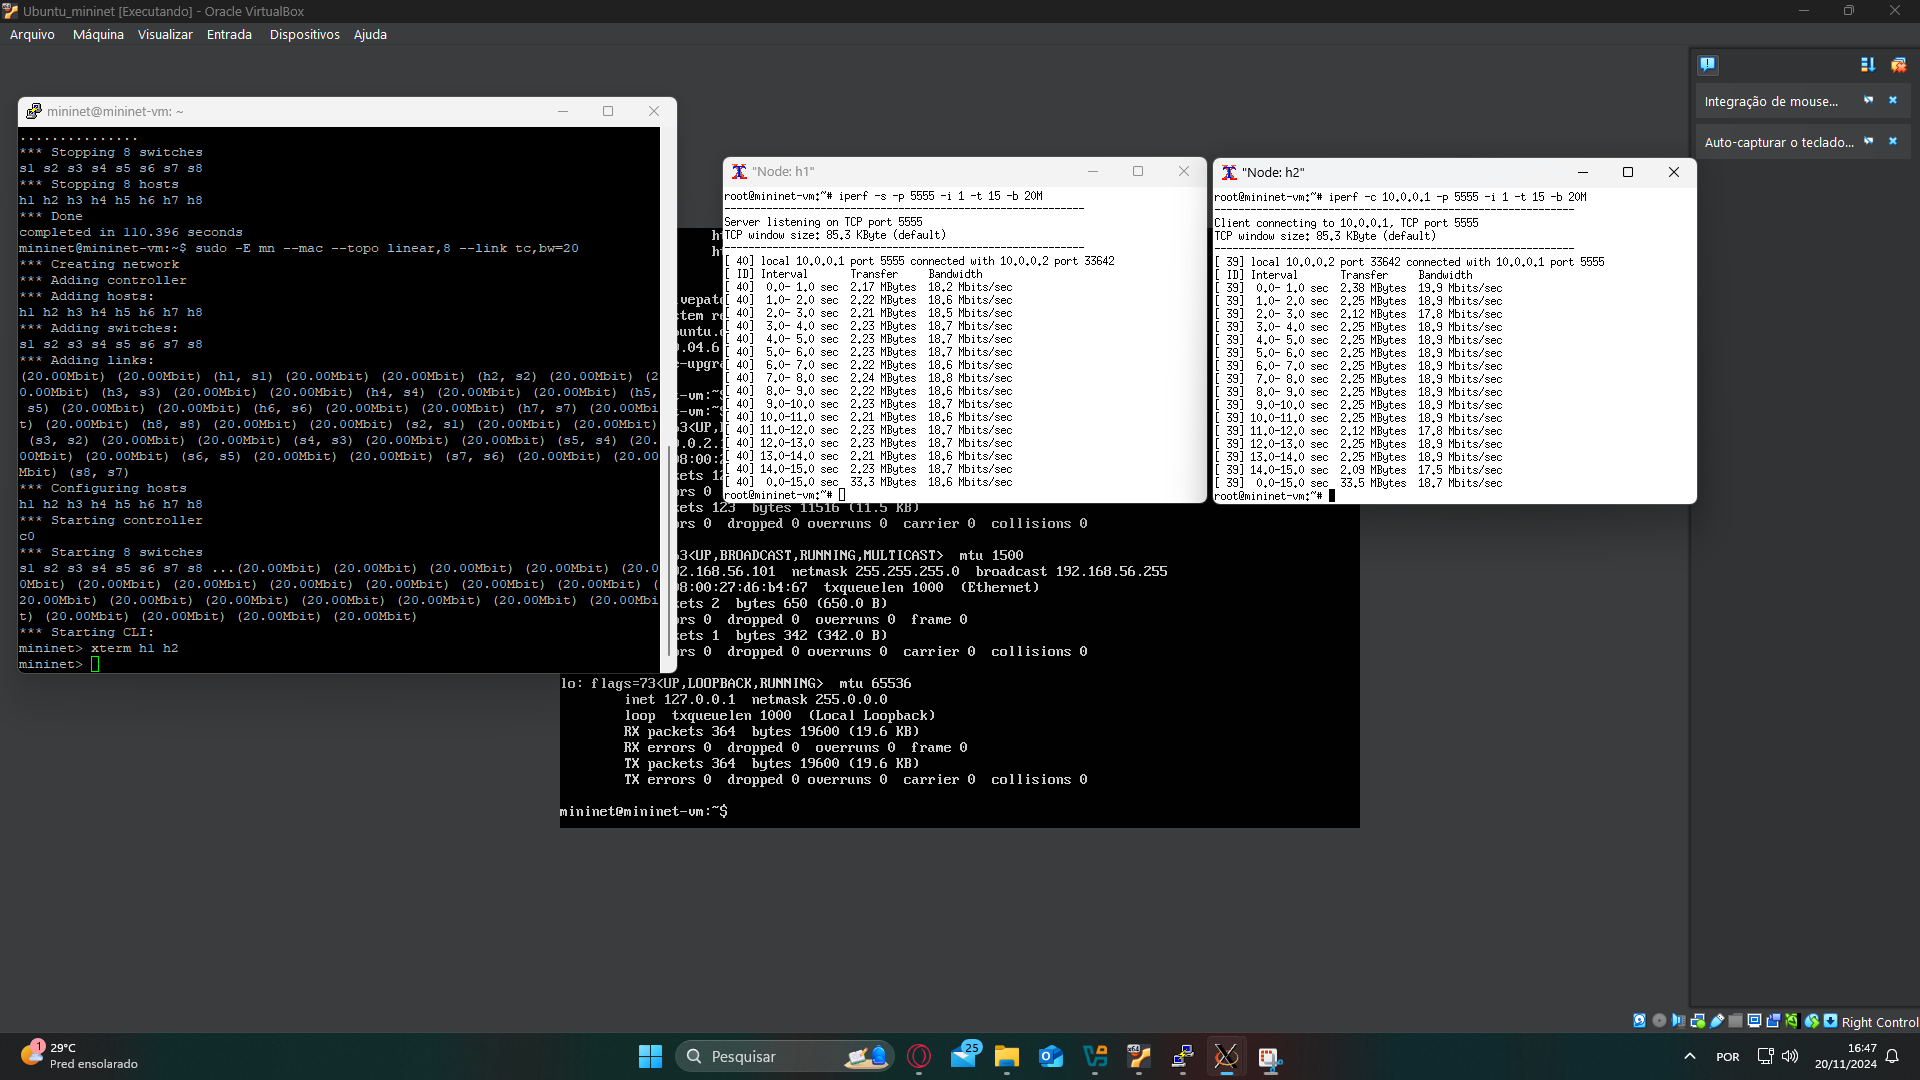 Ubuntu_mininet [Executando] - Oracle VirtualBox
Arquivo Máquina Visualizar Entrada Dispositivos Ajuda
Integração de mouse...
Auto-capturar o teclado...
mininet@mininet-vm: ~
...............
*** Stopping 8 switches
s1 s2 s3 s4 s5 s6 s7 s8
*** Stopping 8 hosts
h1 h2 h3 h4 h5 h6 h7 h8
*** Done
completed in 110.396 seconds
mininet@mininet-vm:~$ sudo -E mn --mac --topo linear,8 --link tc,bw=20
*** Creating network
*** Adding controller
*** Adding hosts:
h1 h2 h3 h4 h5 h6 h7 h8
*** Adding switches:
s1 s2 s3 s4 s5 s6 s7 s8
*** Adding links:
(20.00Mbit) (20.00Mbit) (h1, s1) (20.00Mbit) (20.00Mbit) (h2, s2) (20.00Mbit) (2
0.00Mbit) (h3, s3) (20.00Mbit) (20.00Mbit) (h4, s4) (20.00Mbit) (20.00Mbit) (h5,
 s5) (20.00Mbit) (20.00Mbit) (h6, s6) (20.00Mbit) (20.00Mbit) (h7, s7) (20.00Mbi
t) (20.00Mbit) (h8, s8) (20.00Mbit) (20.00Mbit) (s2, s1) (20.00Mbit) (20.00Mbit)
 (s3, s2) (20.00Mbit) (20.00Mbit) (s4, s3) (20.00Mbit) (20.00Mbit) (s5, s4) (20.
00Mbit) (20.00Mbit) (s6, s5) (20.00Mbit) (20.00Mbit) (s7, s6) (20.00Mbit) (20.00
Mbit) (s8, s7)
*** Configuring hosts
h1 h2 h3 h4 h5 h6 h7 h8
*** Starting controller
c0
*** Starting 8 switches
s1 s2 s3 s4 s5 s6 s7 s8 ...(20.00Mbit) (20.00Mbit) (20.00Mbit) (20.00Mbit) (20.0
0Mbit) (20.00Mbit) (20.00Mbit) (20.00Mbit) (20.00Mbit) (20.00Mbit) (20.00Mbit) (
20.00Mbit) (20.00Mbit) (20.00Mbit) (20.00Mbit) (20.00Mbit) (20.00Mbit) (20.00Mbi
t) (20.00Mbit) (20.00Mbit) (20.00Mbit) (20.00Mbit)
*** Starting CLI:
mininet> xterm h1 h2
mininet>
"Node: h1"
root@mininet-vm:~# iperf -s -p 5555 -i 1 -t 15 -b 20M
------------------------------------------------------------
Server listening on TCP port 5555
TCP window size: 85.3 KByte (default)
------------------------------------------------------------
[ 40] local 10.0.0.1 port 5555 connected with 10.0.0.2 port 33642
[ ID] Interval Transfer Bandwidth
[ 40] 0.0- 1.0 sec 2.17 MBytes 18.2 Mbits/sec
[ 40] 1.0- 2.0 sec 2.22 MBytes 18.6 Mbits/sec
[ 40] 2.0- 3.0 sec 2.21 MBytes 18.5 Mbits/sec
[ 40] 3.0- 4.0 sec 2.23 MBytes 18.7 Mbits/sec
[ 40] 4.0- 5.0 sec 2.23 MBytes 18.7 Mbits/sec
[ 40] 5.0- 6.0 sec 2.23 MBytes 18.7 Mbits/sec
[ 40] 6.0- 7.0 sec 2.22 MBytes 18.6 Mbits/sec
[ 40] 7.0- 8.0 sec 2.24 MBytes 18.8 Mbits/sec
[ 40] 8.0- 9.0 sec 2.22 MBytes 18.6 Mbits/sec
[ 40] 9.0-10.0 sec 2.23 MBytes 18.7 Mbits/sec
[ 40] 10.0-11.0 sec 2.21 MBytes 18.6 Mbits/sec
[ 40] 11.0-12.0 sec 2.23 MBytes 18.7 Mbits/sec
[ 40] 12.0-13.0 sec 2.23 MBytes 18.7 Mbits/sec
[ 40] 13.0-14.0 sec 2.21 MBytes 18.6 Mbits/sec
[ 40] 14.0-15.0 sec 2.23 MBytes 18.7 Mbits/sec
[ 40] 0.0-15.0 sec 33.3 MBytes 18.6 Mbits/sec
root@mininet-vm:~#
"Node: h2"
root@mininet-vm:~# iperf -c 10.0.0.1 -p 5555 -i 1 -t 15 -b 20M
------------------------------------------------------------
Client connecting to 10.0.0.1, TCP port 5555
TCP window size: 85.3 KByte (default)
------------------------------------------------------------
[ 39] local 10.0.0.2 port 33642 connected with 10.0.0.1 port 5555
[ ID] Interval Transfer Bandwidth
[ 39] 0.0- 1.0 sec 2.38 MBytes 19.9 Mbits/sec
[ 39] 1.0- 2.0 sec 2.25 MBytes 18.9 Mbits/sec
[ 39] 2.0- 3.0 sec 2.12 MBytes 17.8 Mbits/sec
[ 39] 3.0- 4.0 sec 2.25 MBytes 18.9 Mbits/sec
[ 39] 4.0- 5.0 sec 2.25 MBytes 18.9 Mbits/sec
[ 39] 5.0- 6.0 sec 2.25 MBytes 18.9 Mbits/sec
[ 39] 6.0- 7.0 sec 2.25 MBytes 18.9 Mbits/sec
[ 39] 7.0- 8.0 sec 2.25 MBytes 18.9 Mbits/sec
[ 39] 8.0- 9.0 sec 2.25 MBytes 18.9 Mbits/sec
[ 39] 9.0-10.0 sec 2.25 MBytes 18.9 Mbits/sec
[ 39] 10.0-11.0 sec 2.25 MBytes 18.9 Mbits/sec
[ 39] 11.0-12.0 sec 2.12 MBytes 17.8 Mbits/sec
[ 39] 12.0-13.0 sec 2.25 MBytes 18.9 Mbits/sec
[ 39] 13.0-14.0 sec 2.25 MBytes 18.9 Mbits/sec
[ 39] 14.0-15.0 sec 2.09 MBytes 17.5 Mbits/sec
[ 39] 0.0-15.0 sec 33.5 MBytes 18.7 Mbits/sec
root@mininet-vm:~#
kets 123 bytes 11516 (11.5 KB)
ors 0 dropped 0 overruns 0 carrier 0 collisions 0
63<UP,BROADCAST,RUNNING,MULTICAST> mtu 1500
92.168.56.101 netmask 255.255.255.0 broadcast 192.168.56.255
08:00:27:d6:b4:67 txqueuelen 1000 (Ethernet)
kets 2 bytes 650 (650.0 B)
ors 0 dropped 0 overruns 0 frame 0
kets 1 bytes 342 (342.0 B)
ors 0 dropped 0 overruns 0 carrier 0 collisions 0
lo: flags=73<UP,LOOPBACK,RUNNING> mtu 65536
inet 127.0.0.1 netmask 255.0.0.0
loop txqueuelen 1000 (Local Loopback)
RX packets 364 bytes 19600 (19.6 KB)
RX errors 0 dropped 0 overruns 0 frame 0
TX packets 364 bytes 19600 (19.6 KB)
TX errors 0 dropped 0 overruns 0 carrier 0 collisions 0
mininet@mininet-vm:~$
Right Control
1
29°C
Pred ensolarado
Pesquisar
25
POR
16:47
20/11/2024